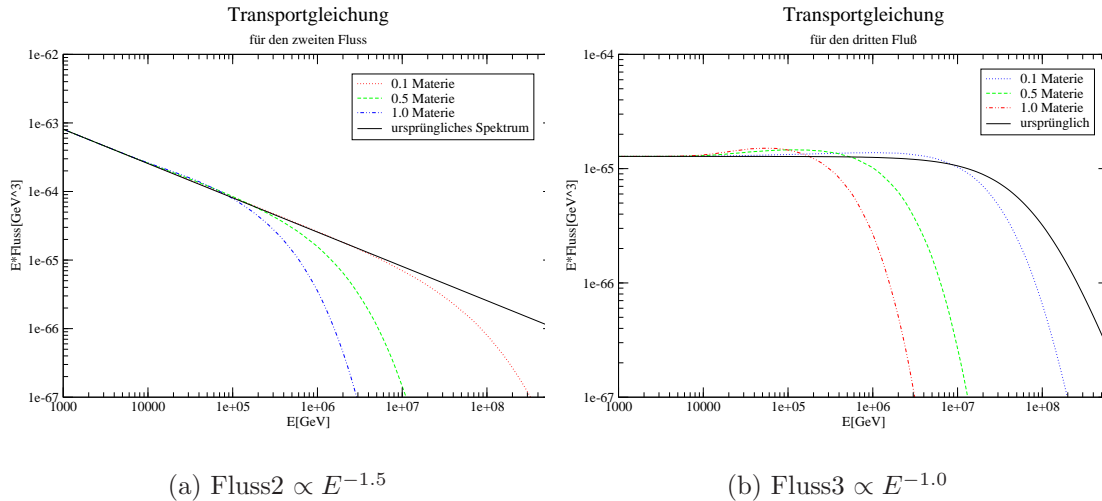 Transportgleichung
für den zweiten Fluss
1e-62
1e-63
1e-64
1e-65
1e-66
1e-67
E*Fluss[GeV^3]
0.1 Materie
0.5 Materie
1.0 Materie
ursprüngliches Spektrum
1000
10000
1e+05
1e+06
1e+07
1e+08
E[GeV]
(a) Fluss2 ∝ E^{-1.5}
Transportgleichung
für den dritten Fluß
1e-64
1e-65
1e-66
1e-67
E*Fluss[GeV^3]
0.1 Materie
0.5 Materie
1.0 Materie
ursprünglich
1000
10000
1e+05
1e+06
1e+07
1e+08
E[GeV]
(b) Fluss3 ∝ E^{-1.0}